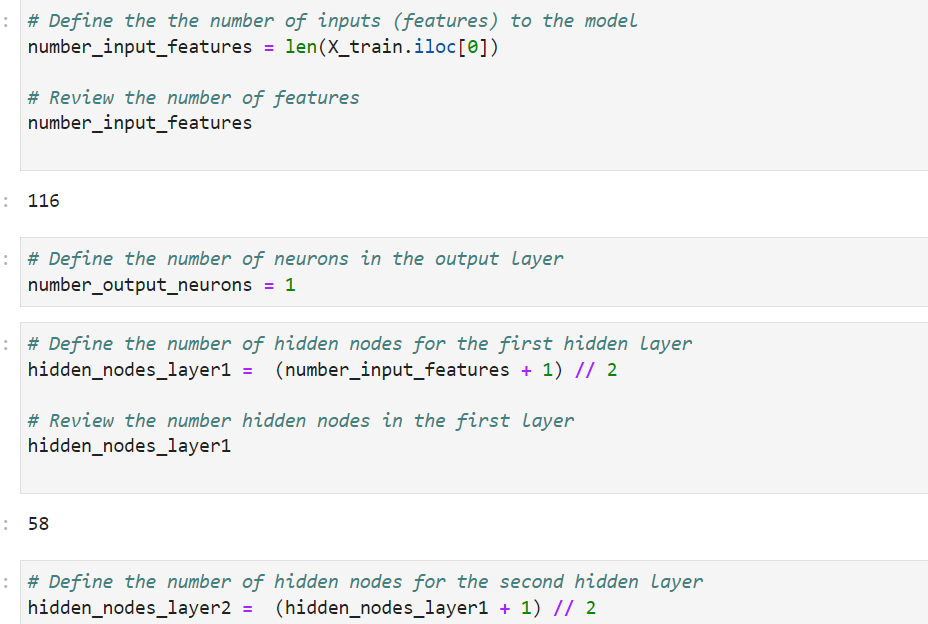 # Define the the number of inputs (features) to the model
number_input_features = len(X_train.iloc[0])
# Review the number of features
number_input_features
116
# Define the number of neurons in the output layer
number_output_neurons = 1
# Define the number of hidden nodes for the first hidden layer
hidden_nodes_layer1 =  (number_input_features + 1) // 2
# Review the number hidden nodes in the first layer
hidden_nodes_layer1
58
# Define the number of hidden nodes for the second hidden layer
hidden_nodes_layer2 =  (hidden_nodes_layer1 + 1) // 2